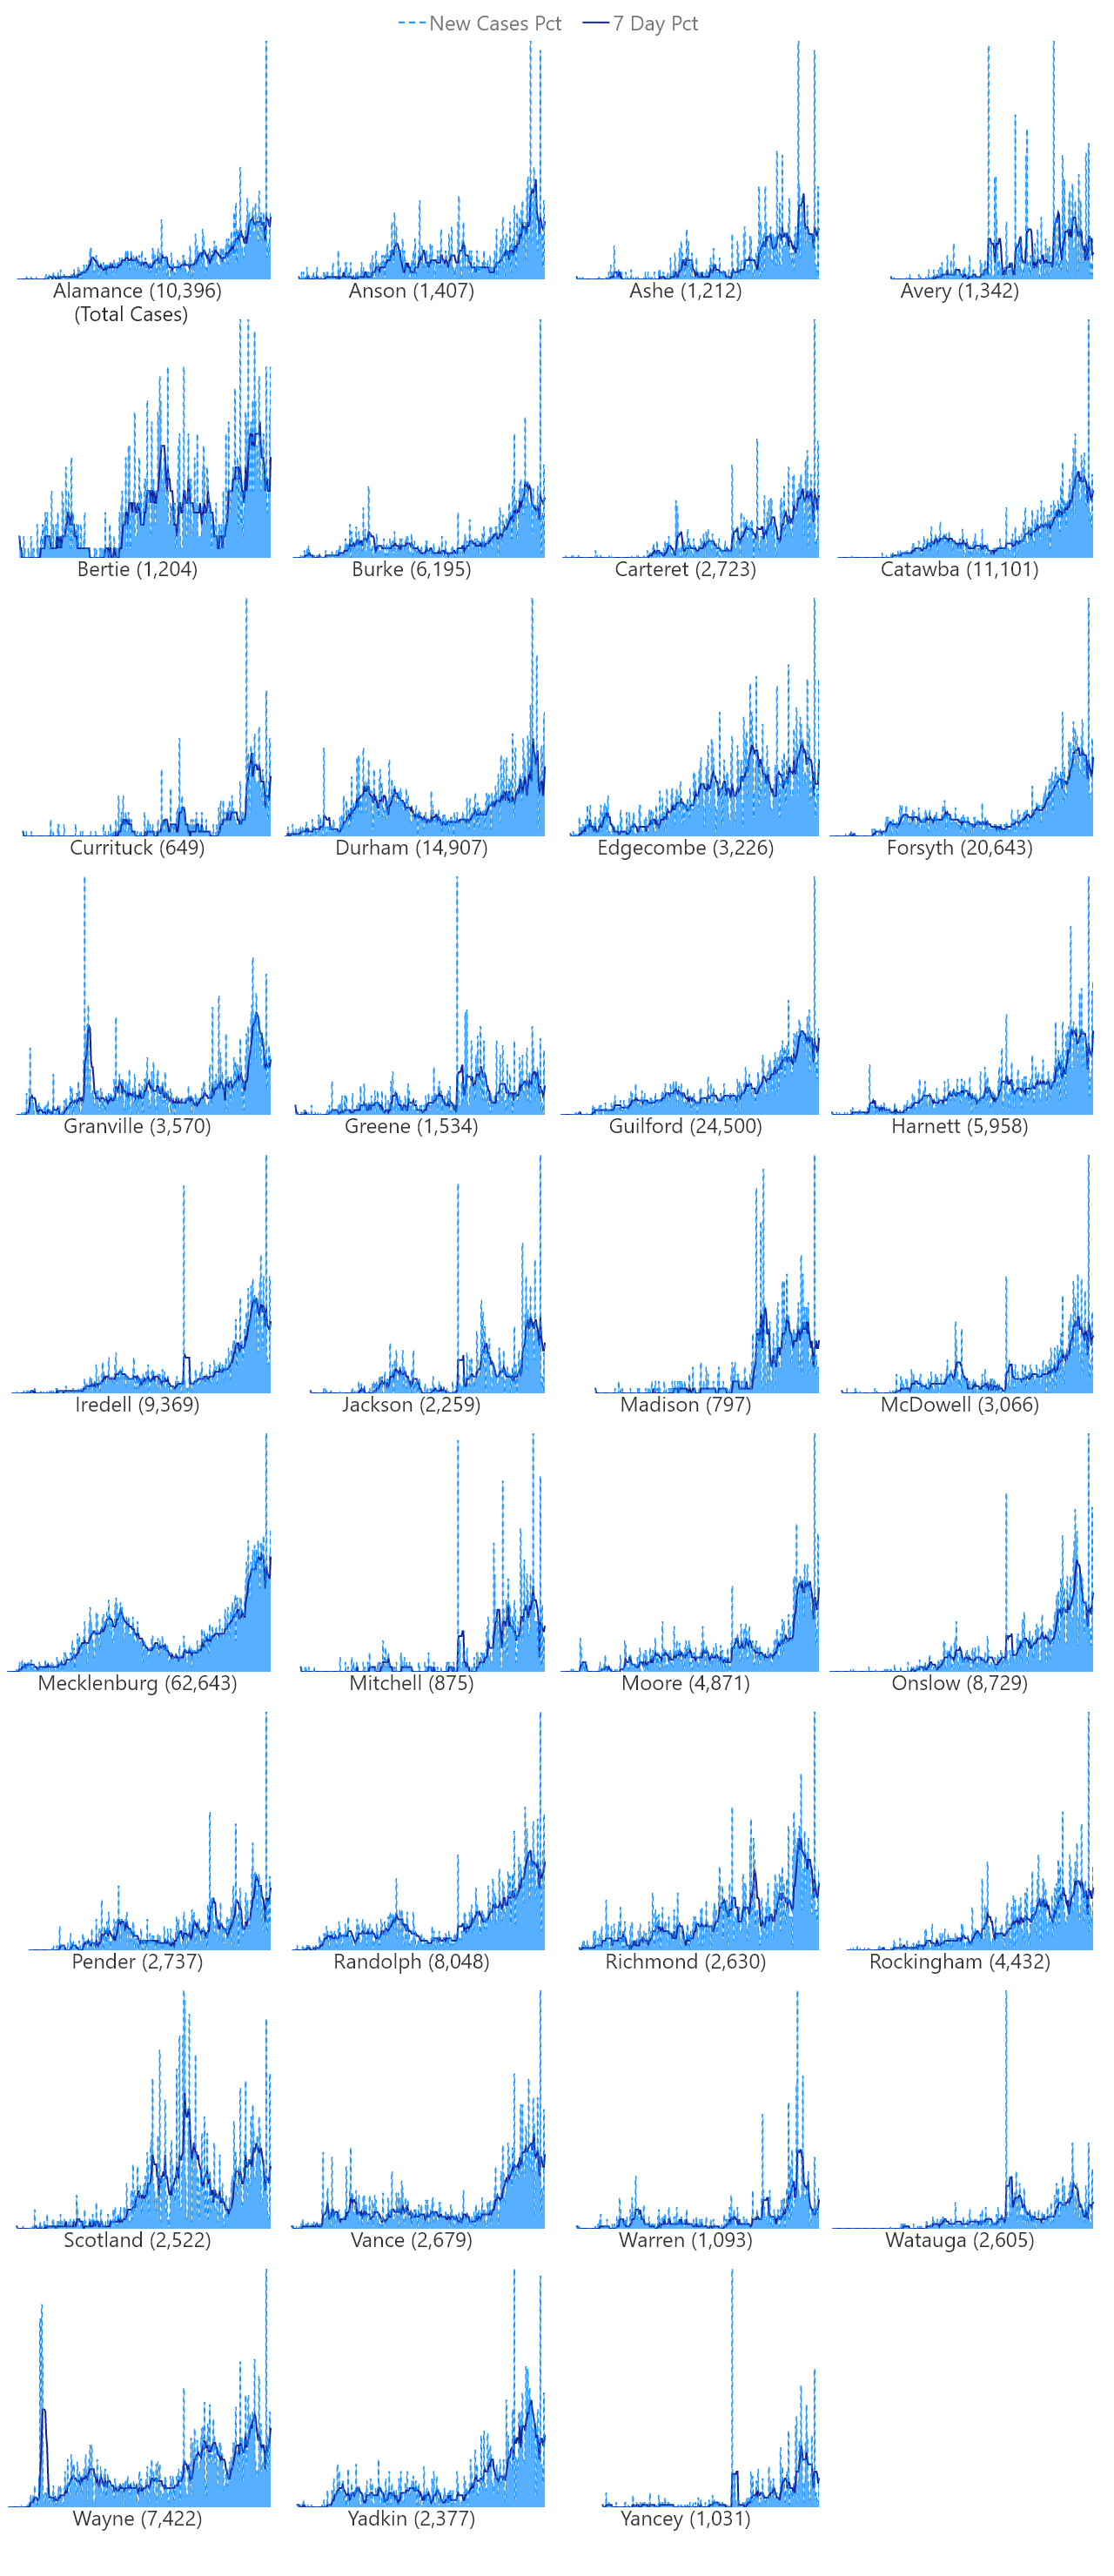 New Cases Pct 7 Day Pct
Alamance (10,396) Anson (1,407) Ashe (1,212) Avery (1,342)
(Total Cases)
Bertie (1,204) Burke (6,195) Carteret (2,723) Catawba (11,101)
Currituck (649) Durham (14,907) Edgecombe (3,226) Forsyth (20,643)
Granville (3,570) Greene (1,534) Guilford (24,500) Harnett (5,958)
Iredell (9,369) Jackson (2,259) Madison (797) McDowell (3,066)
Mecklenburg (62,643) Mitchell (875) Moore (4,871) Onslow (8,729)
Pender (2,737) Randolph (8,048) Richmond (2,630) Rockingham (4,432)
Scotland (2,522) Vance (2,679) Warren (1,093) Watauga (2,605)
Wayne (7,422) Yadkin (2,377) Yancey (1,031)